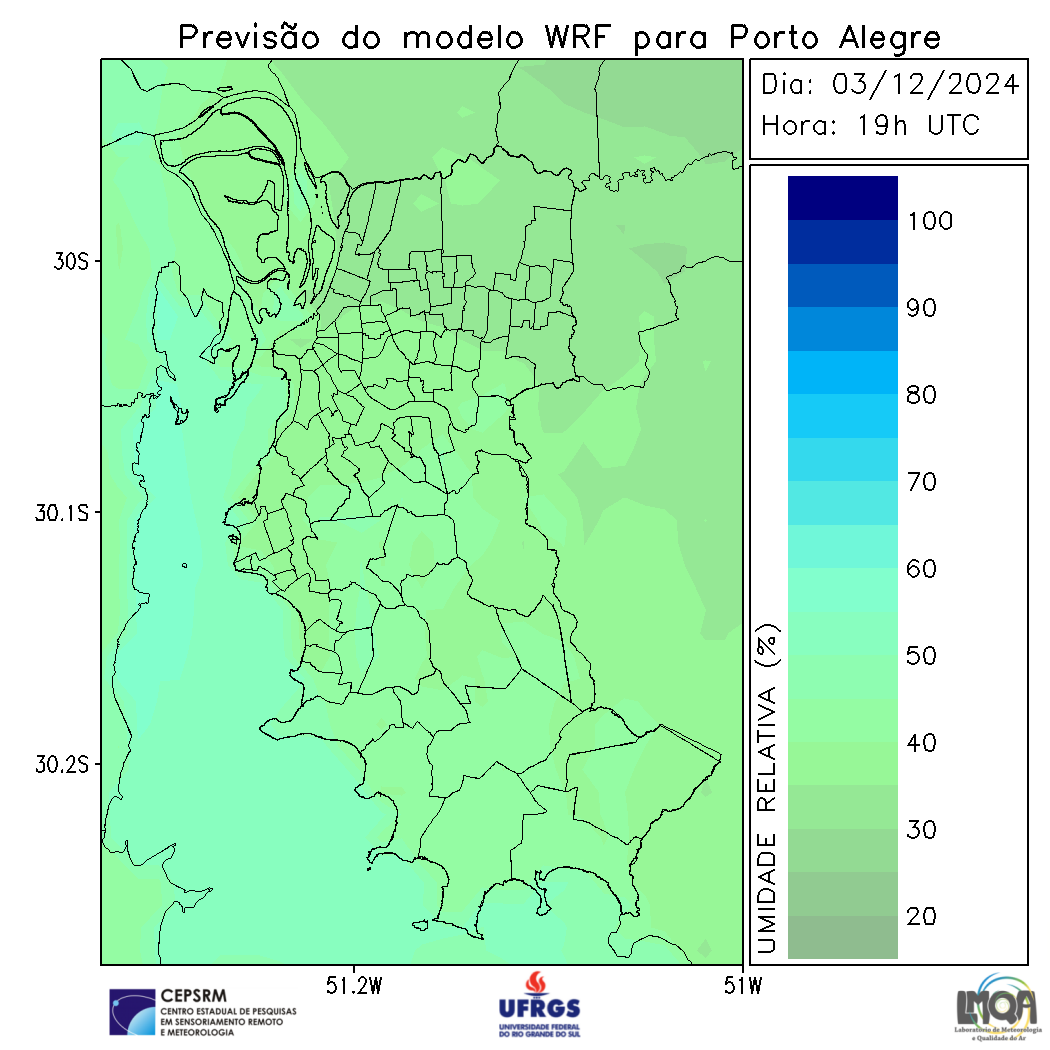 Previsão do modelo WRF para Porto Alegre
Dia: 03/12/2024
Hora: 19h UTC
30S
30.1S
30.2S
51.2W
51W
100
90
80
70
60
50
40
30
20
UMIDADE RELATIVA (%)
CEPSRM
CENTRO ESTADUAL DE PESQUISAS
EM SENSORIAMENTO REMOTO
E METEOROLOGIA
UFRGS
UNIVERSIDADE FEDERAL
DO RIO GRANDE DO SUL
LMQA
Laboratório de Meteorologia
e Qualidade do Ar